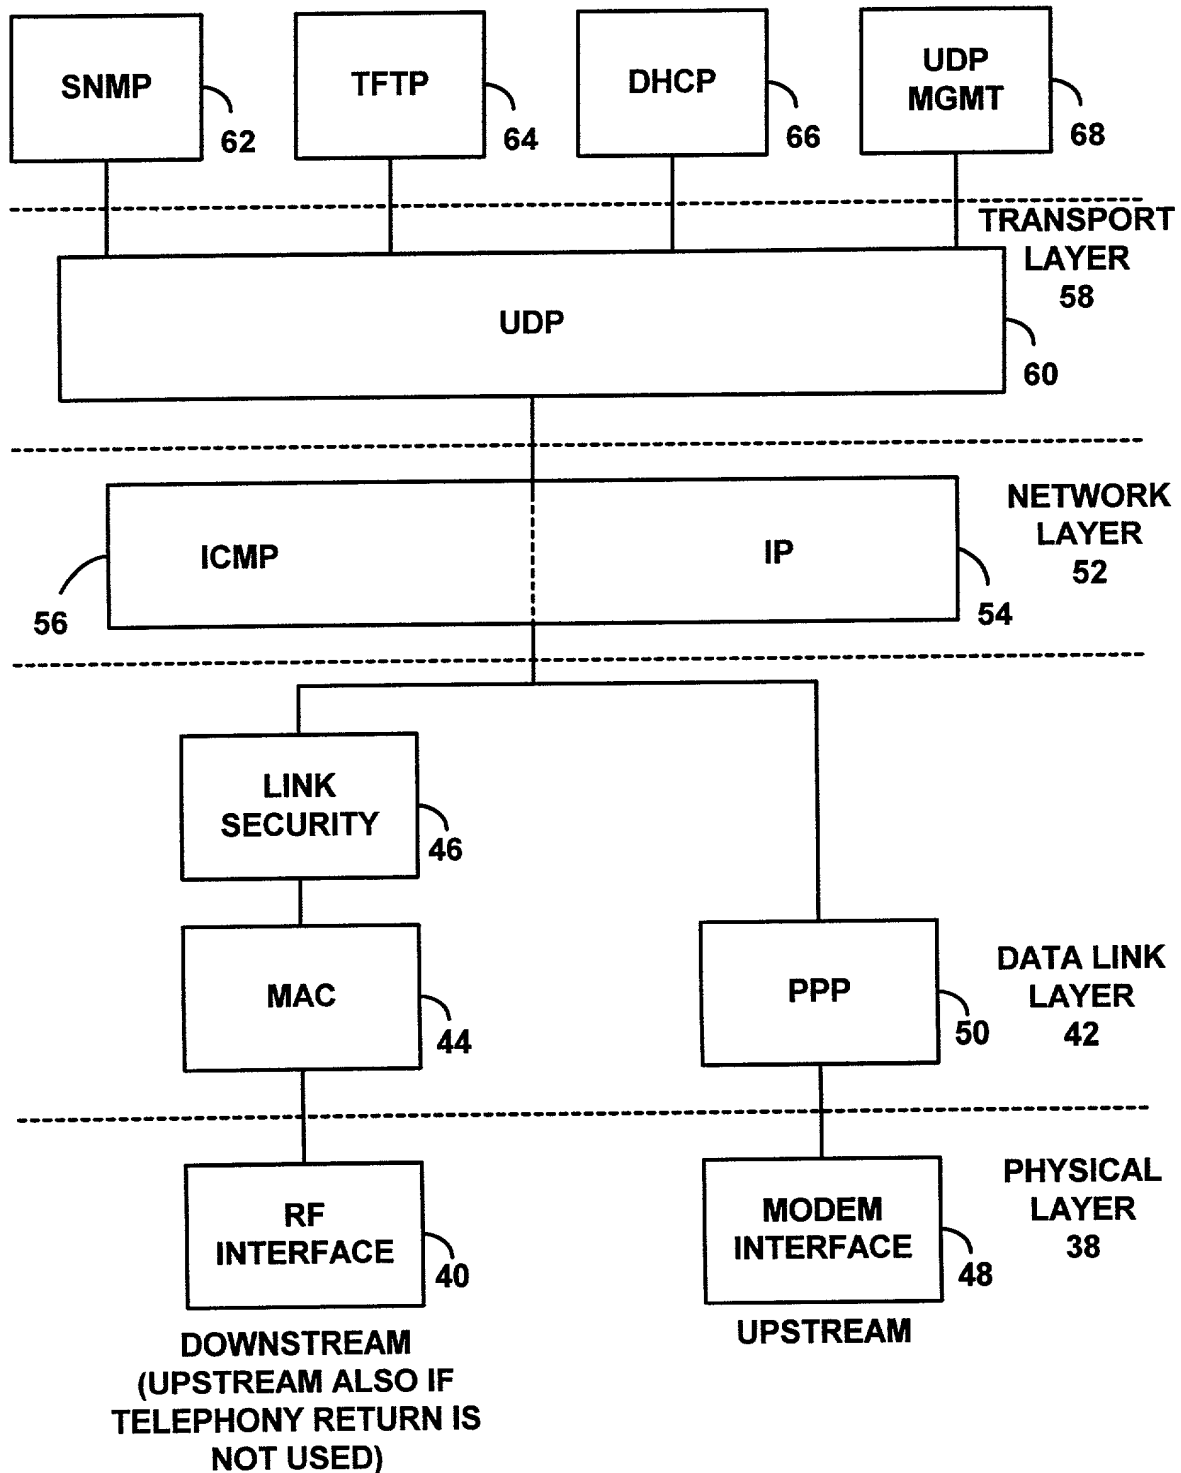 SNMP
62
TFTP
64
DHCP
66
UDP
MGMT
68
TRANSPORT
LAYER
58
UDP
60
NETWORK
LAYER
52
ICMP
56
IP
54
LINK
SECURITY
46
MAC
44
PPP
50
DATA LINK
LAYER
42
RF
INTERFACE
40
MODEM
INTERFACE
48
PHYSICAL
LAYER
38
DOWNSTREAM
(UPSTREAM ALSO IF
TELEPHONY RETURN IS
NOT USED)
UPSTREAM